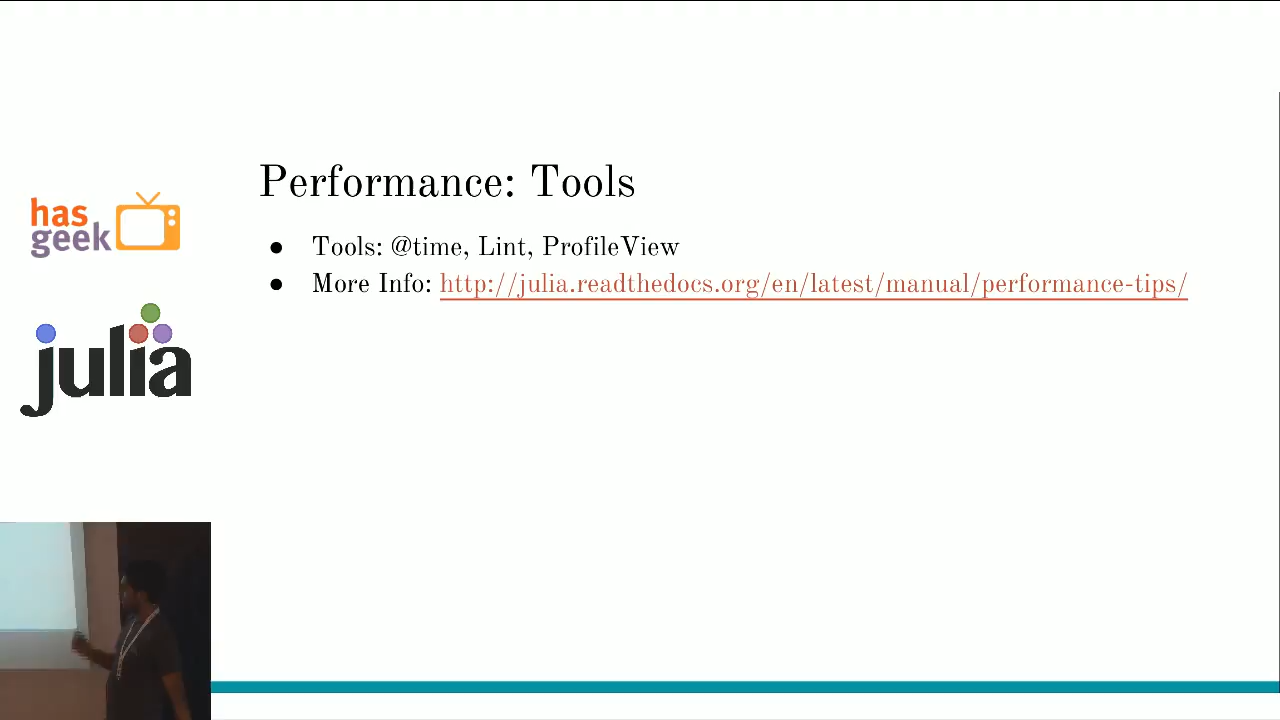 Performance: Tools
has
geek
● Tools: @time, Lint, ProfileView
● More Info: http://julia.readthedocs.org/en/latest/manual/performance-tips/
julia